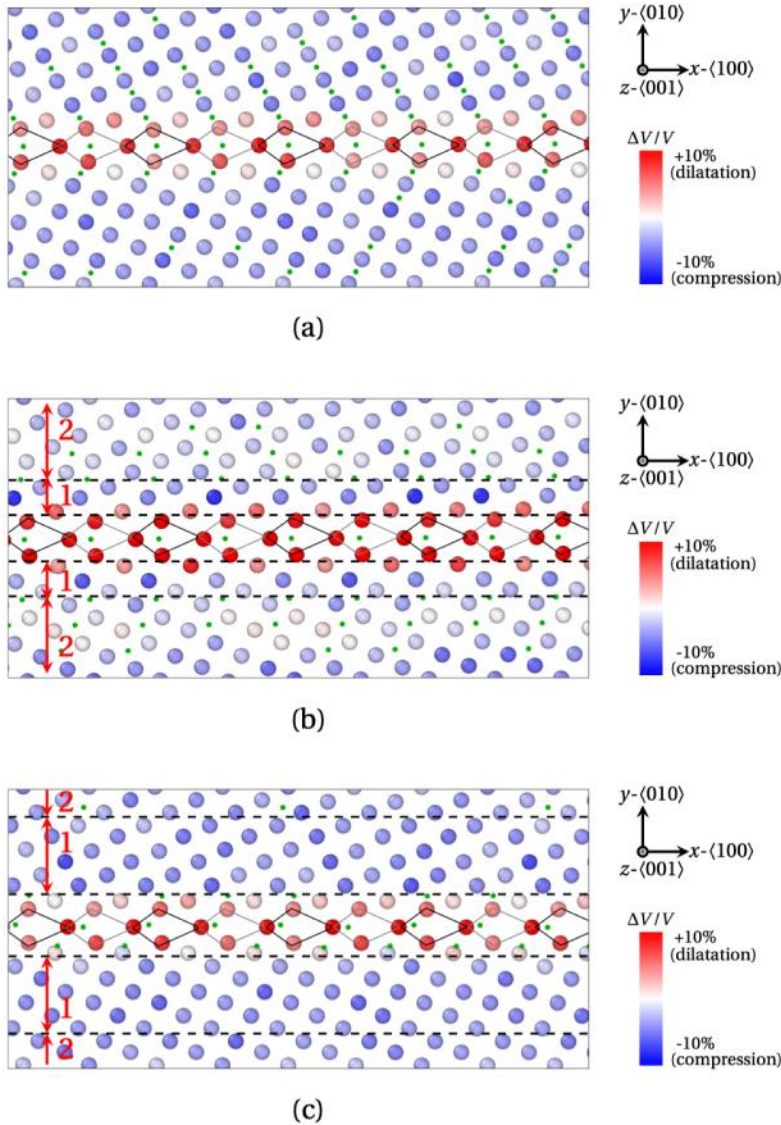 y-⟨010⟩
x-⟨100⟩
z-⟨001⟩
ΔV/V
+10%
(dilatation)
-10%
(compression)
(a)
2
1
1
2
y-⟨010⟩
x-⟨100⟩
z-⟨001⟩
ΔV/V
+10%
(dilatation)
-10%
(compression)
(b)
2
1
1
2
y-⟨010⟩
x-⟨100⟩
z-⟨001⟩
ΔV/V
+10%
(dilatation)
-10%
(compression)
(c)